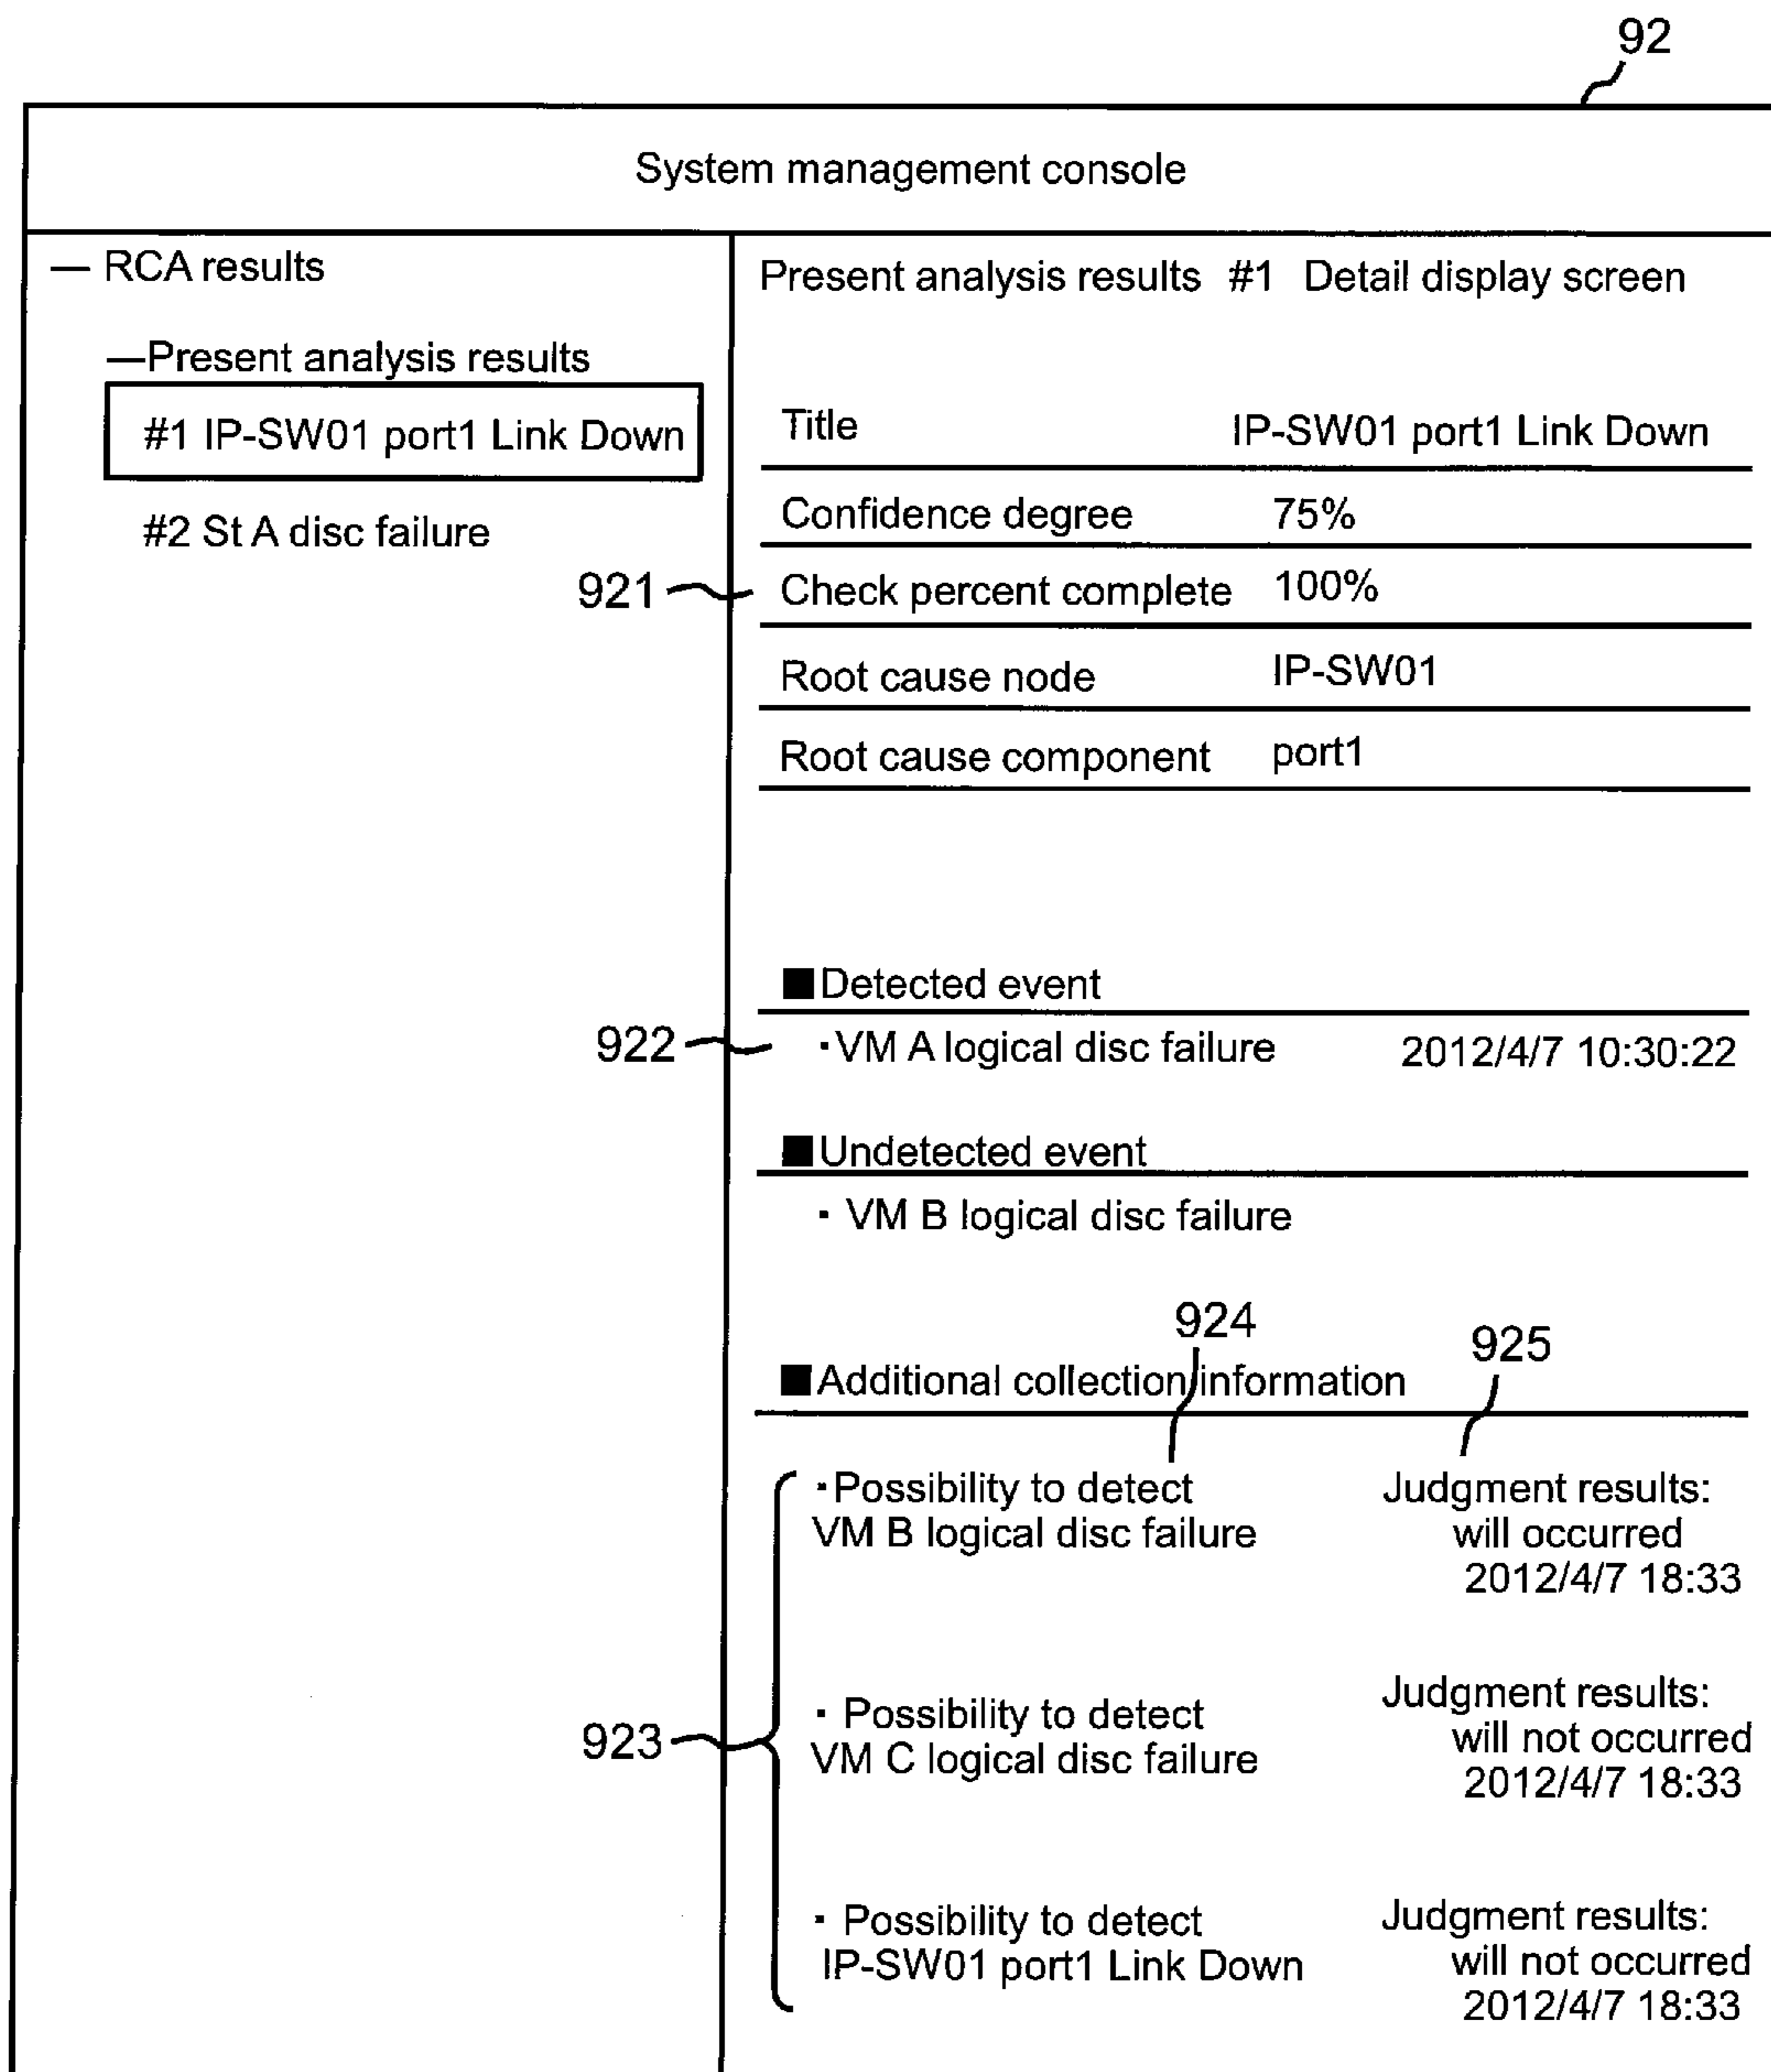 92
System management console
— RCA results
—Present analysis results
#1 IP-SW01 port1 Link Down
#2 St A disc failure
Present analysis results #1 Detail display screen
Title IP-SW01 port1 Link Down
Confidence degree 75%
921 Check percent complete 100%
Root cause node IP-SW01
Root cause component port1
■Detected event
922 ・VM A logical disc failure 2012/4/7 10:30:22
■Undetected event
・VM B logical disc failure
924
925
■Additional collection information
・Possibility to detect Judgment results:
VM B logical disc failure will occurred
2012/4/7 18:33
Judgment results:
・Possibility to detect will not occurred
923 VM C logical disc failure 2012/4/7 18:33
・Possibility to detect Judgment results:
IP-SW01 port1 Link Down will not occurred
2012/4/7 18:33